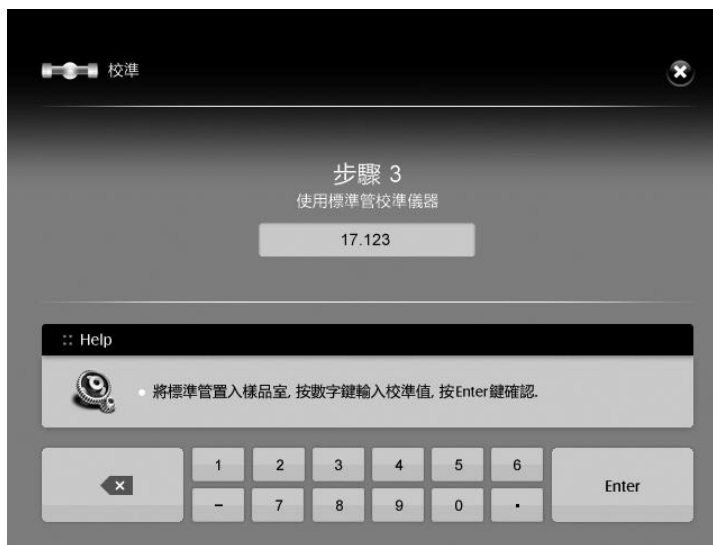 校準
步驟 3
使用標準管校準儀器
17.123
:: Help
將標準管置入樣品室, 按數字鍵輸入校準值, 按Enter鍵確認.
1 2 3 4 5 6
Enter
- 7 8 9 0 .